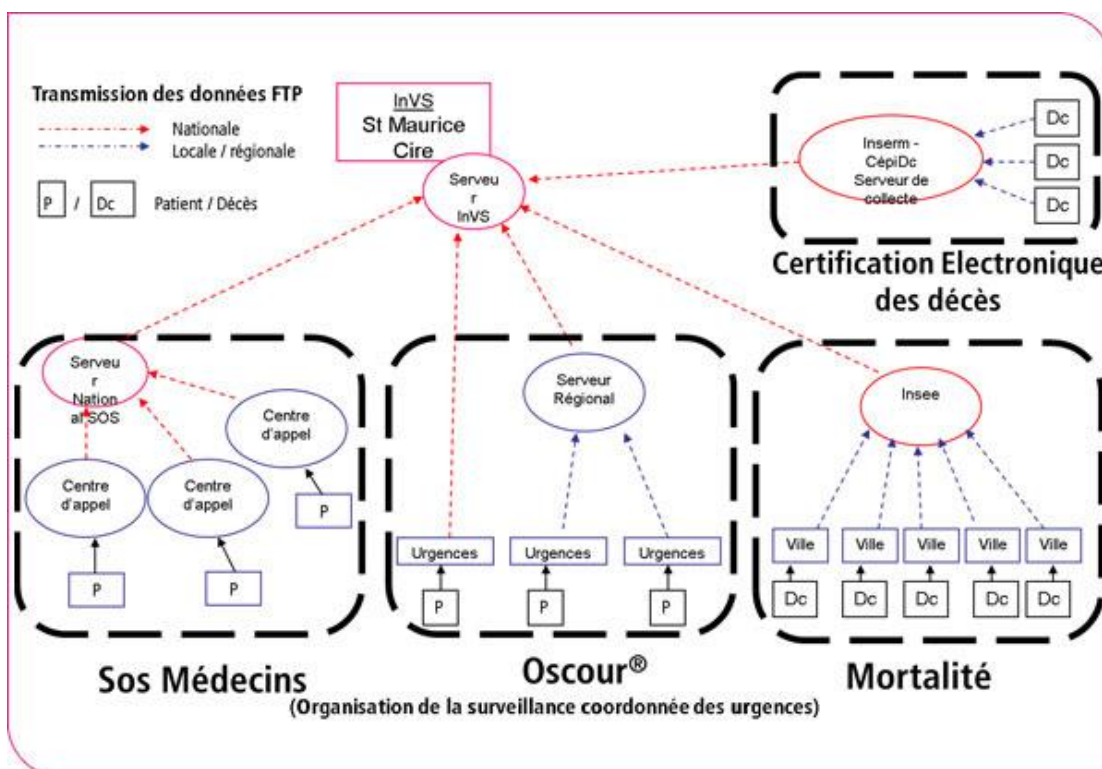 Transmission des données FTP
Nationale
Locale / régionale
P / Dc Patient / Décès
InVS
St Maurice
Cire
Serveu
r
InVS
Inserm -
CépiDc
Serveur de
collecte
Dc
Dc
Dc
Certification Electronique
des décès
Serveu
r
Nation
al SOS
Centre
d'appel
Centre
d'appel
Centre
d'appel
P
P
P
Sos Médecins
Serveur
Régional
Urgences
Urgences
Urgences
P
P
P
Oscour®
(Organisation de la surveillance coordonnée des urgences)
Insee
Ville
Ville
Ville
Ville
Ville
Dc
Dc
Dc
Dc
Dc
Mortalité